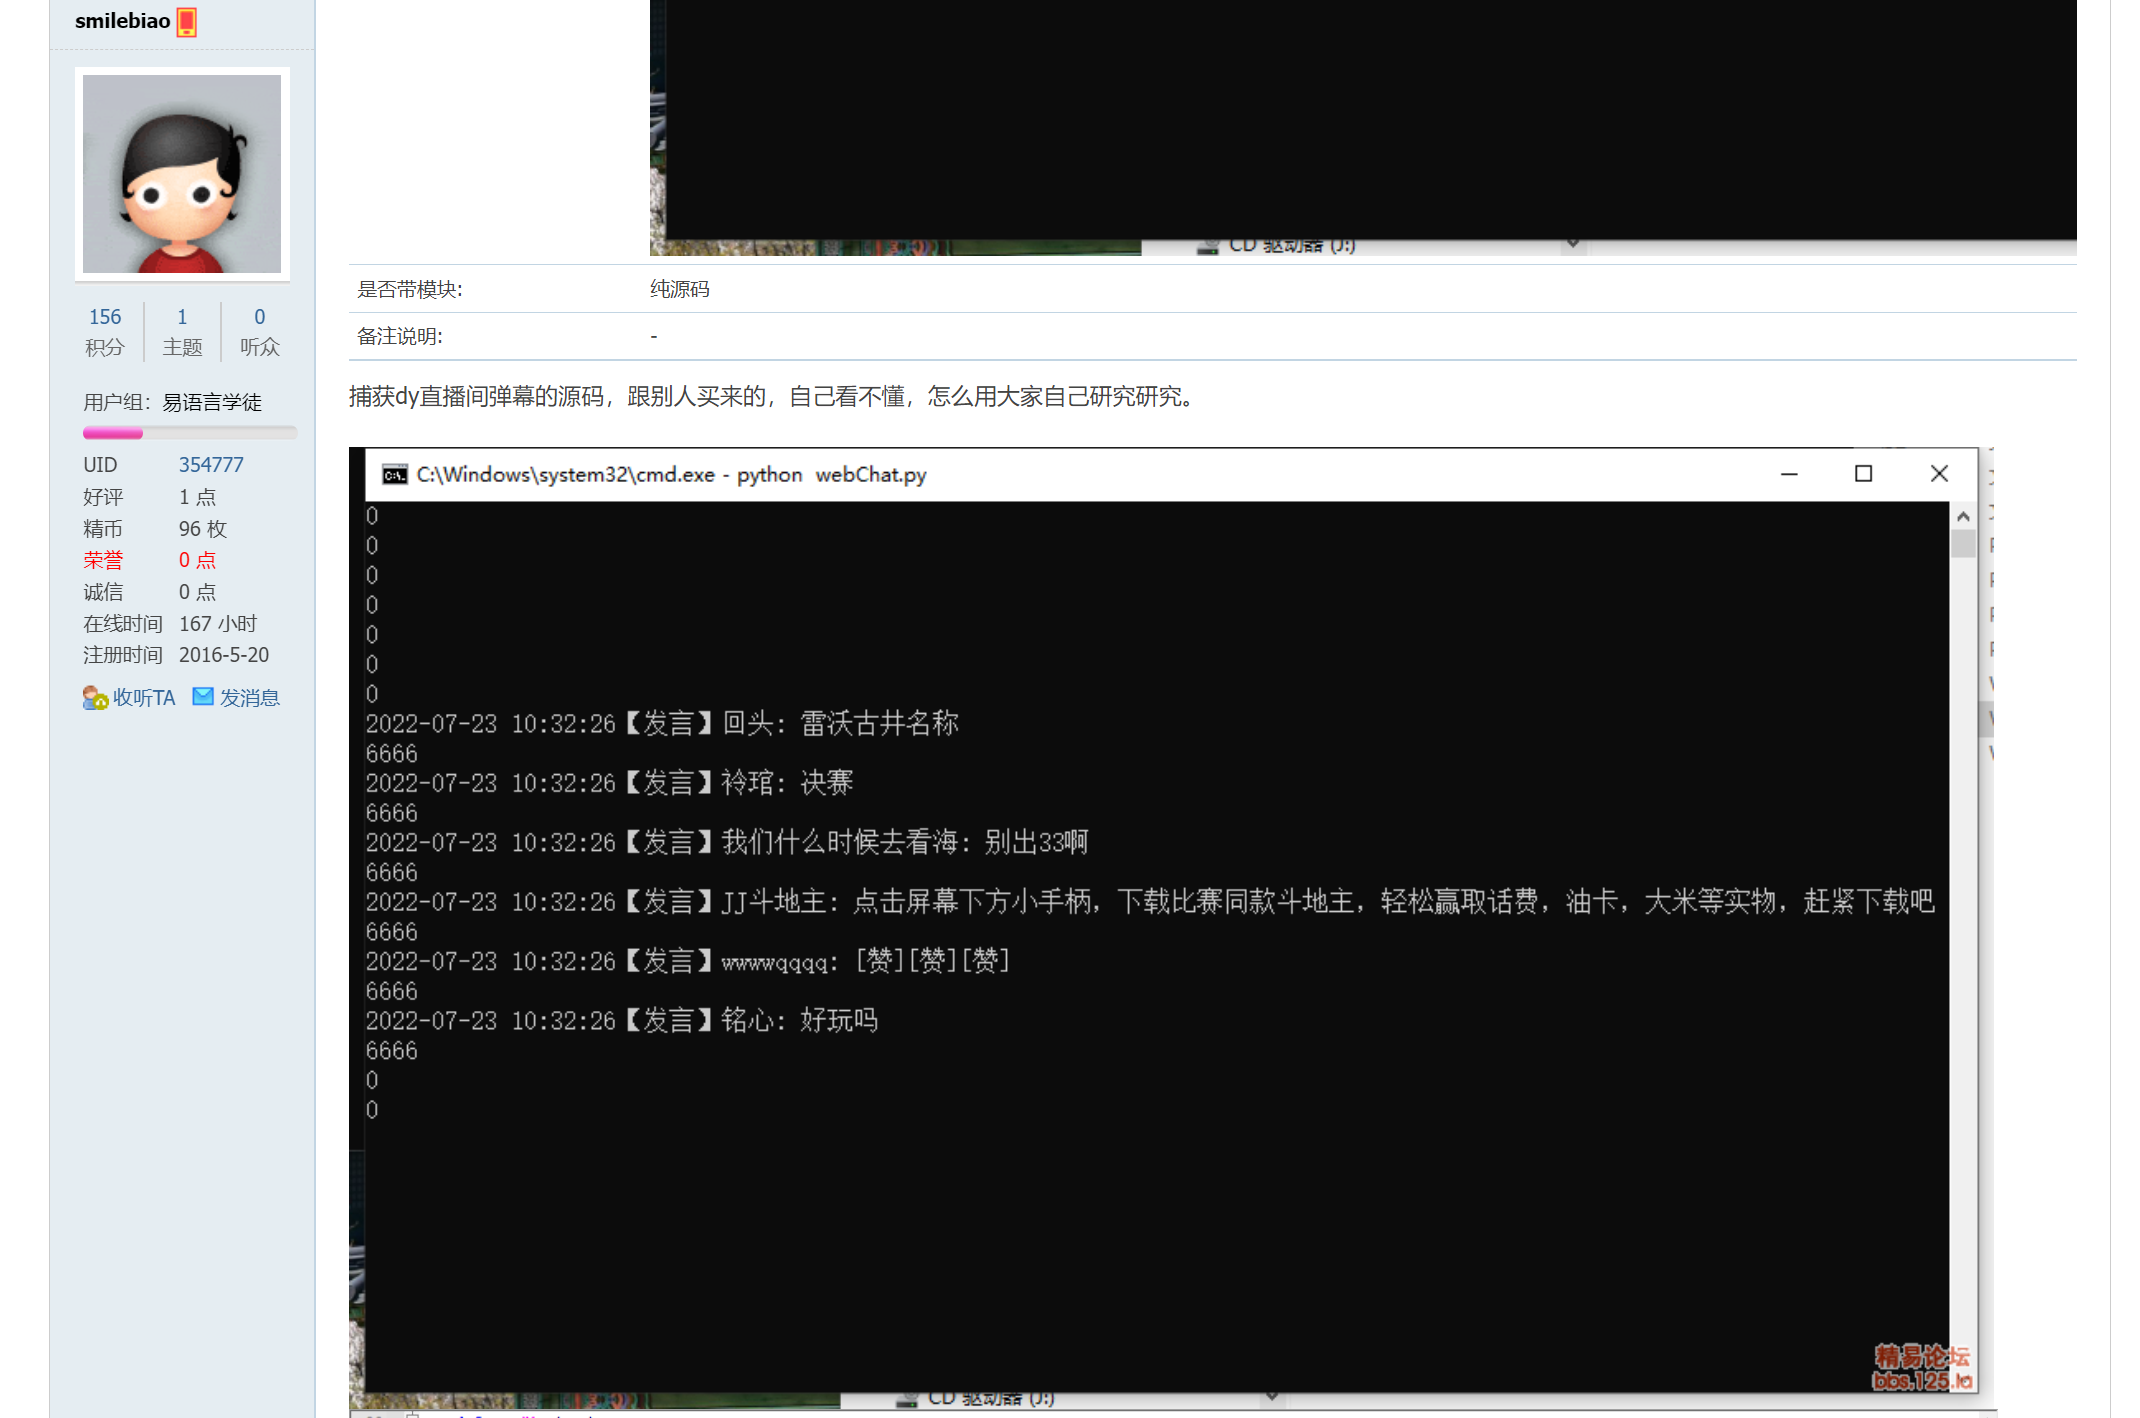 smilebiao
156
1
0
积分
主题
听众
用户组: 易语言学徒
UID 354777
好评 1 点
精币 96 枚
荣誉 0 点
诚信 0 点
在线时间 167 小时
注册时间 2016-5-20
收听TA 发消息
CD 驱动器 (J:)
是否带模块: 纯源码
备注说明: -
捕获dy直播间弹幕的源码，跟别人买来的，自己看不懂，怎么用大家自己研究研究。
C:\Windows\system32\cmd.exe - python webChat.py
0
0
0
0
0
0
0
2022-07-23 10:32:26【发言】回头: 雷沃古井名称
6666
2022-07-23 10:32:26【发言】袊琯: 决赛
6666
2022-07-23 10:32:26【发言】我们什么时候去看海: 别出33啊
6666
2022-07-23 10:32:26【发言】JJ斗地主: 点击屏幕下方小手柄，下载比赛同款斗地主，轻松赢取话费，油卡，大米等实物，赶紧下载吧
6666
2022-07-23 10:32:26【发言】wwwwqqqq: [赞][赞][赞]
6666
2022-07-23 10:32:26【发言】铭心: 好玩吗
6666
0
0
精易论坛
bbs.125.la
CD 驱动器 (J:)